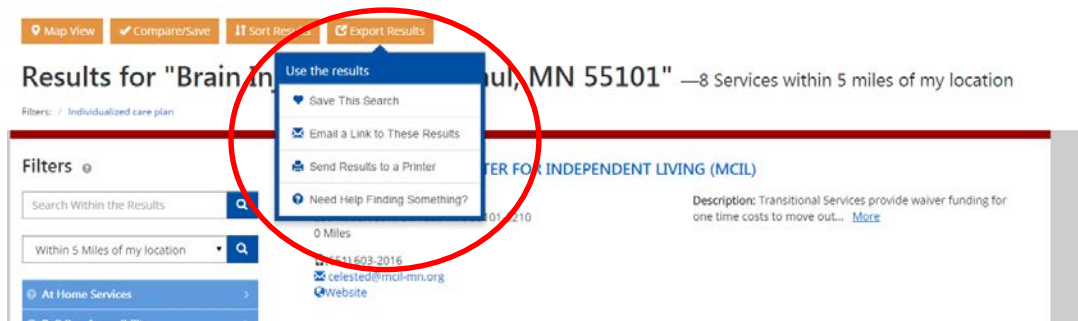 Map View
Compare/Save
Sort Results
Export Results
Results for "Brain Inj ul, MN 55101" —8 Services within 5 miles of my location
Filters: / Individualized care plan
Use the results
Save This Search
Email a Link to These Results
Send Results to a Printer
Need Help Finding Something?
Filters
Search Within the Results
Within 5 Miles of my location
At Home Services
TER FOR INDEPENDENT LIVING (MCIL)
0 Miles
(651) 603-2016
celested@mcil-mn.org
Website
Description: Transitional Services provide waiver funding for
one time costs to move out... More